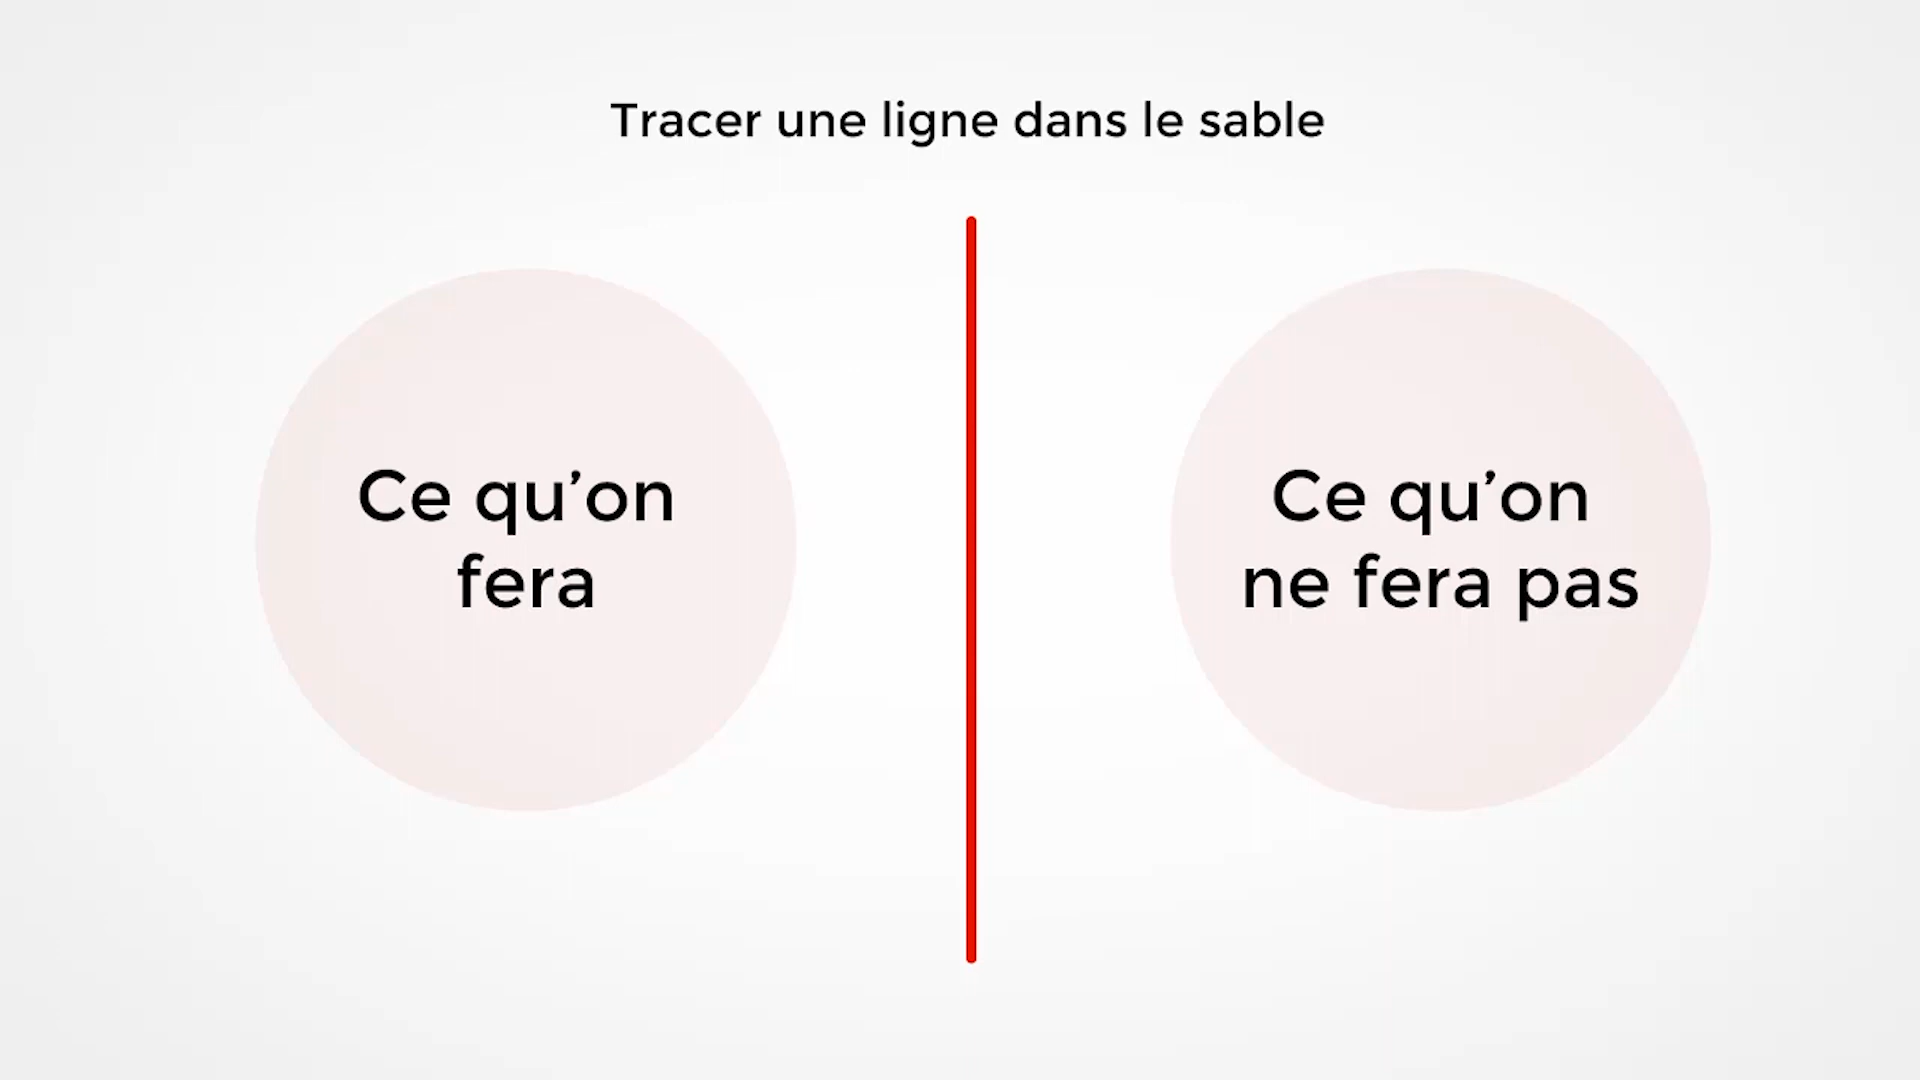 Tracer une ligne dans le sable
Ce qu’on
fera
Ce qu’on
ne fera pas